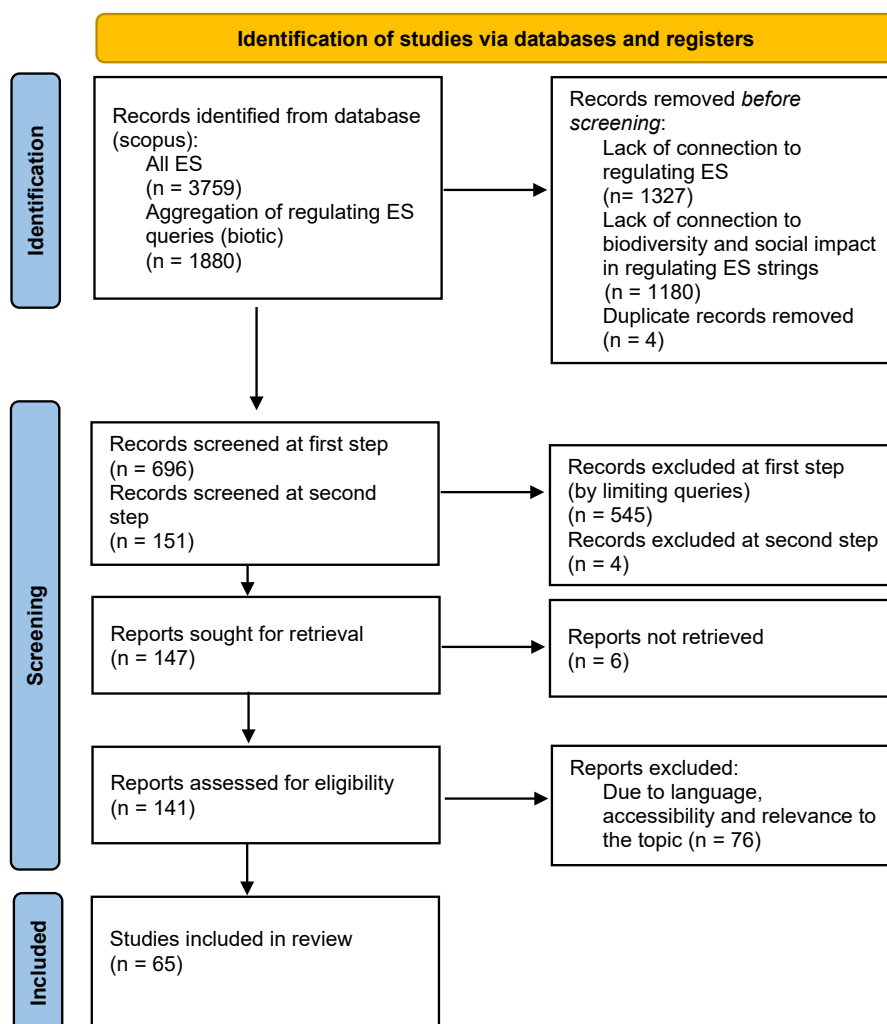 Identification of studies via databases and registers
Identification
Records identified from database
(scopus):
All ES
(n = 3759)
Aggregation of regulating ES
queries (biotic)
(n = 1880)
Records removed before
screening:
Lack of connection to
regulating ES
(n= 1327)
Lack of connection to
biodiversity and social impact
in regulating ES strings
(n = 1180)
Duplicate records removed
(n = 4)
Screening
Records screened at first step
(n = 696)
Records screened at second
step
(n = 151)
Records excluded at first step
(by limiting queries)
(n = 545)
Records excluded at second step
(n = 4)
Reports sought for retrieval
(n = 147)
Reports not retrieved
(n = 6)
Reports assessed for eligibility
(n = 141)
Reports excluded:
Due to language,
accessibility and relevance to
the topic (n = 76)
Included
Studies included in review
(n = 65)